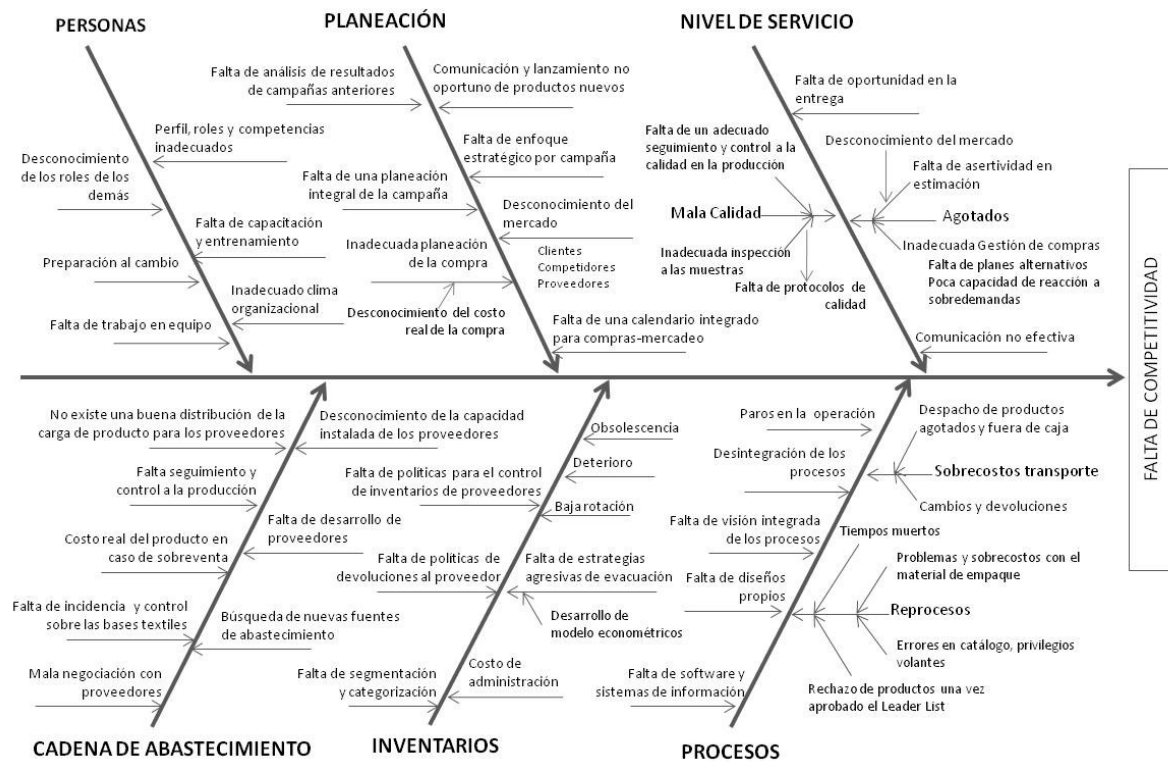 PERSONAS
PLANEACIÓN
NIVEL DE SERVICIO
Perfil, roles y competencias
inadecuados
Desconocimiento
de los roles de los
demás
Falta de capacitación
y entrenamiento
Preparación al cambio
Inadecuado clima
organizacional
Falta de trabajo en equipo
Falta de análisis de resultados
de campañas anteriores
Comunicación y lanzamiento no
oportuno de productos nuevos
Falta de enfoque
estratégico por campaña
Falta de una planeación
integral de la campaña
Desconocimiento del
mercado
Clientes
Competidores
Proveedores
Inadecuada planeación
de la compra
Desconocimiento del costo
real de la compra
Falta de una calendario integrado
para compras-mercadeo
Falta de oportunidad en la
entrega
Falta de un adecuado
seguimiento y control a la
calidad en la producción
Desconocimiento del mercado
Falta de asertividad en
estimación
Mala Calidad
Agotados
Inadecuada inspección
a las muestras
Falta de protocolos de
calidad
Inadecuada Gestión de compras
Falta de planes alternativos
Poca capacidad de reacción a
sobredemandas
Comunicación no efectiva
FALTA DE COMPETITIVIDAD
No existe una buena distribución de la
carga de producto para los proveedores
Desconocimiento de la capacidad
instalada de los proveedores
Falta seguimiento y
control a la producción
Falta de desarrollo de
proveedores
Costo real del producto en
caso de sobreventa
Falta de incidencia y control
sobre las bases textiles
Búsqueda de nuevas fuentes
de abastecimiento
Mala negociación con
proveedores
Obsolescencia
Falta de políticas para el control
de inventarios de proveedores
Deterioro
Baja rotación
Falta de políticas de
devoluciones al proveedor
Falta de estrategias
agresivas de evacuación
Desarrollo de
modelo econométricos
Falta de segmentación
y categorización
Costo de
administración
Paros en la operación
Despacho de productos
agotados y fuera de caja
Desintegración de los
procesos
Sobrecostos transporte
Cambios y devoluciones
Falta de visión integrada
de los procesos
Tiempos muertos
Problemas y sobrecostos con el
material de empaque
Falta de diseños
propios
Reprocesos
Errores en catálogo, privilegios
volantes
Falta de software y
sistemas de información
Rechazo de productos una vez
aprobado el Leader List
CADENA DE ABASTECIMIENTO
INVENTARIOS
PROCESOS